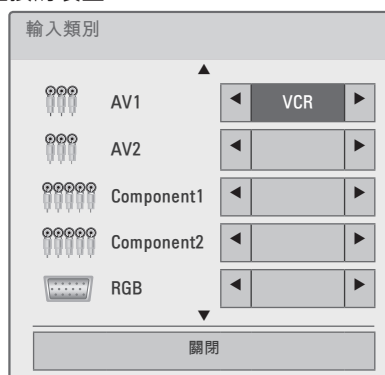 輸入類別
AV1 VCR
AV2
Component1
Component2
RGB
關閉